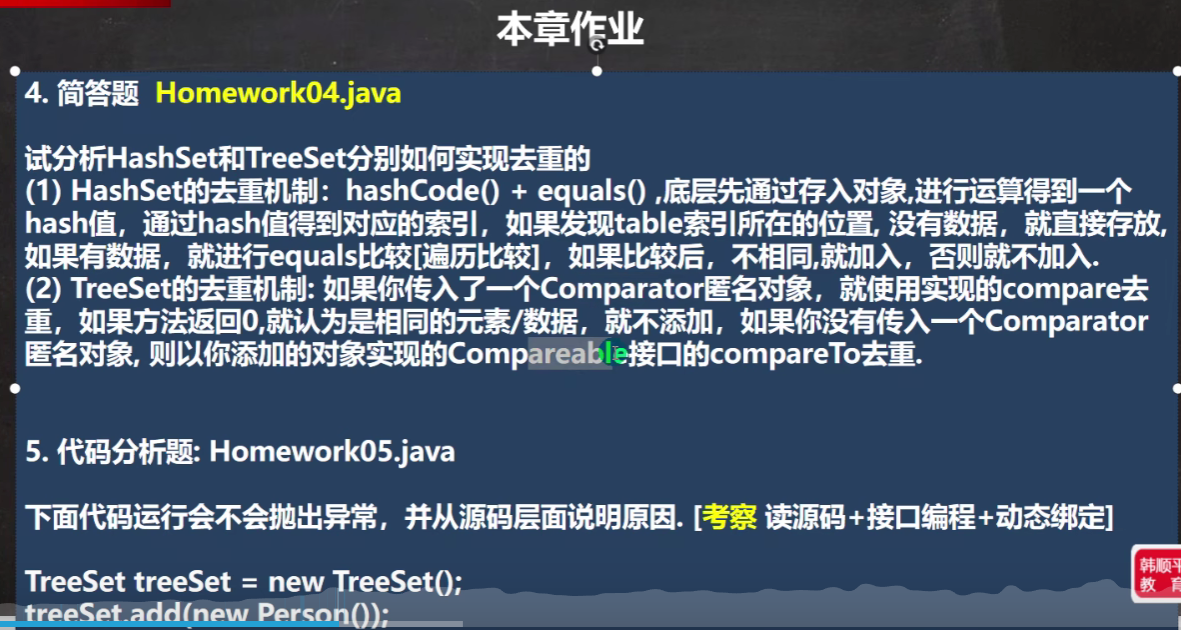 本章作业
4. 简答题 Homework04.java
试分析HashSet和TreeSet分别如何实现去重的
(1) HashSet的去重机制：hashCode() + equals() ,底层先通过存入对象,进行运算得到一个
hash值，通过hash值得到对应的索引，如果发现table索引所在的位置, 没有数据，就直接存放,
如果有数据，就进行equals比较[遍历比较]，如果比较后，不相同,就加入，否则就不加入.
(2) TreeSet的去重机制: 如果你传入了一个Comparator匿名对象，就使用实现的compare去
重，如果方法返回0,就认为是相同的元素/数据，就不添加，如果你没有传入一个Comparator
匿名对象, 则以你添加的对象实现的Compareable接口的compareTo去重.
5. 代码分析题: Homework05.java
下面代码运行会不会抛出异常，并从源码层面说明原因. [考察 读源码+接口编程+动态绑定]
TreeSet treeSet = new TreeSet();
treeSet.add(new Person());
韩顺平
教 育